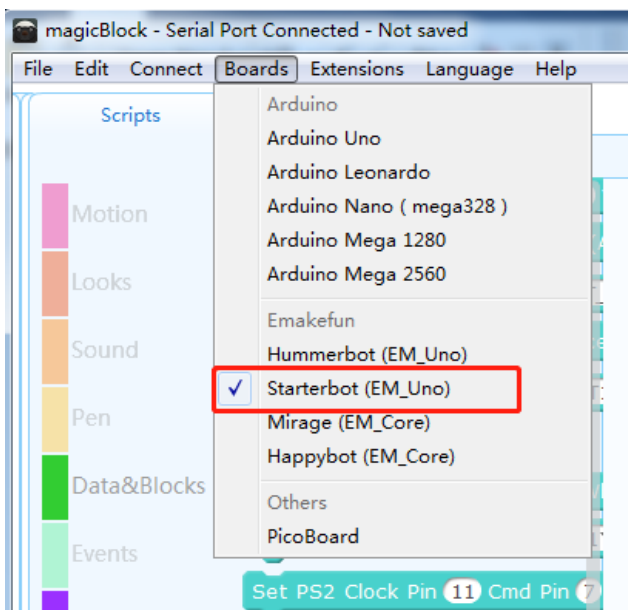 magicBlock - Serial Port Connected - Not saved
File Edit Connect Boards Extensions Language Help
Scripts
Arduino
Arduino Uno
Arduino Leonardo
Arduino Nano ( mega328 )
Arduino Mega 1280
Arduino Mega 2560
Emakefun
Hummerbot (EM_Uno)
Starterbot (EM_Uno)
Mirage (EM_Core)
Happybot (EM_Core)
Others
PicoBoard
Motion
Looks
Sound
Pen
Data&Blocks
Events
Set PS2 Clock Pin 11 Cmd Pin 7